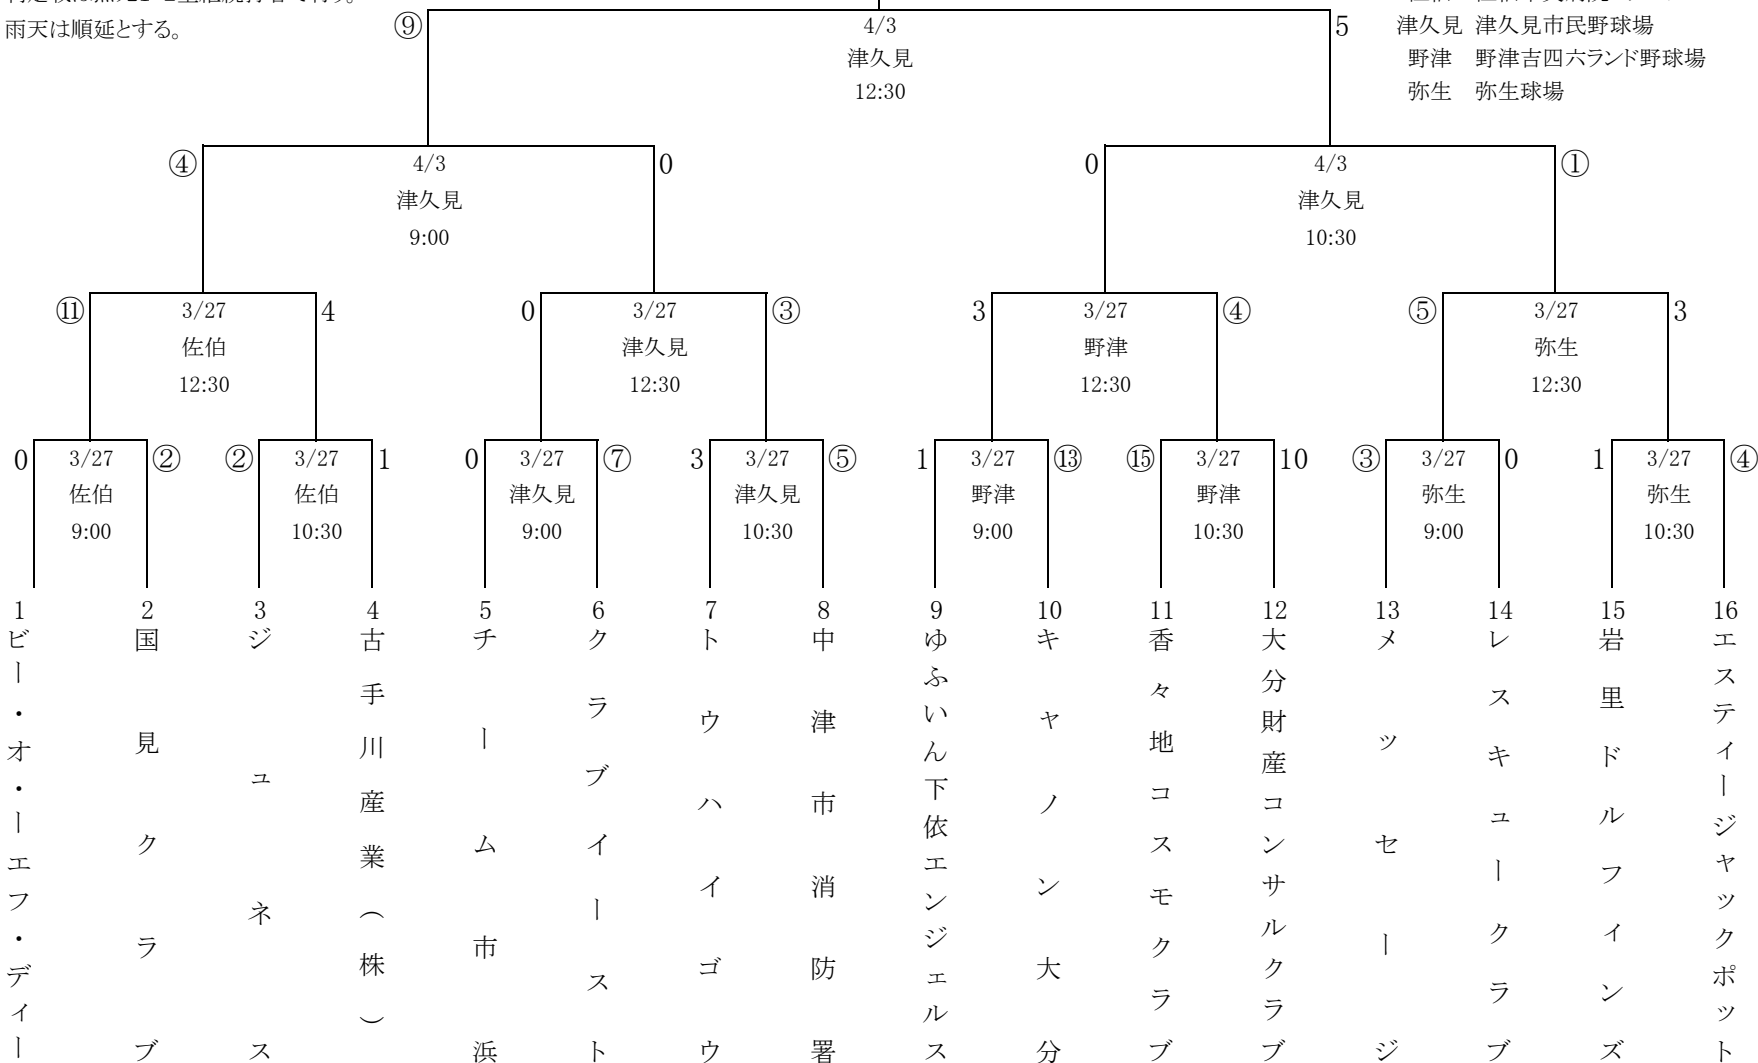 雨天は順延とする。
津久見 津久見市民野球場
野津 野津吉四六ランド野球場
弥生 弥生球場
⑨ 4/3 5
津久見
12:30
④ 4/3 0
津久見
9:00
0 4/3 ①
津久見
10:30
⑪ 3/27 4
佐伯
12:30
0 3/27 ③
津久見
12:30
3 3/27 ④
野津
12:30
⑤ 3/27 3
弥生
12:30
0 3/27 ②
佐伯
9:00
② 3/27 1
佐伯
10:30
0 3/27 ⑦
津久見
9:00
3 3/27 ⑤
津久見
10:30
1 3/27 ⑬
野津
9:00
⑮ 3/27 10
野津
10:30
③ 3/27 0
弥生
9:00
1 3/27 ④
弥生
10:30
1
ビー・オ・ーエフ・ディー
2
国見クラブ
3
ジュネス
4
古手川産業(株)
5
チーム市浜
6
クラブイースト
7
トウハイゴウ
8
中津市消防署
9
ゆふいん下依エンジェルス
10
キャノン大分
11
香々地コスモクラブ
12
大分財産コンサルクラブ
13
メッセージ
14
レスキュークラブ
15
岩里ドルフィンズ
16
エスティージャックポット